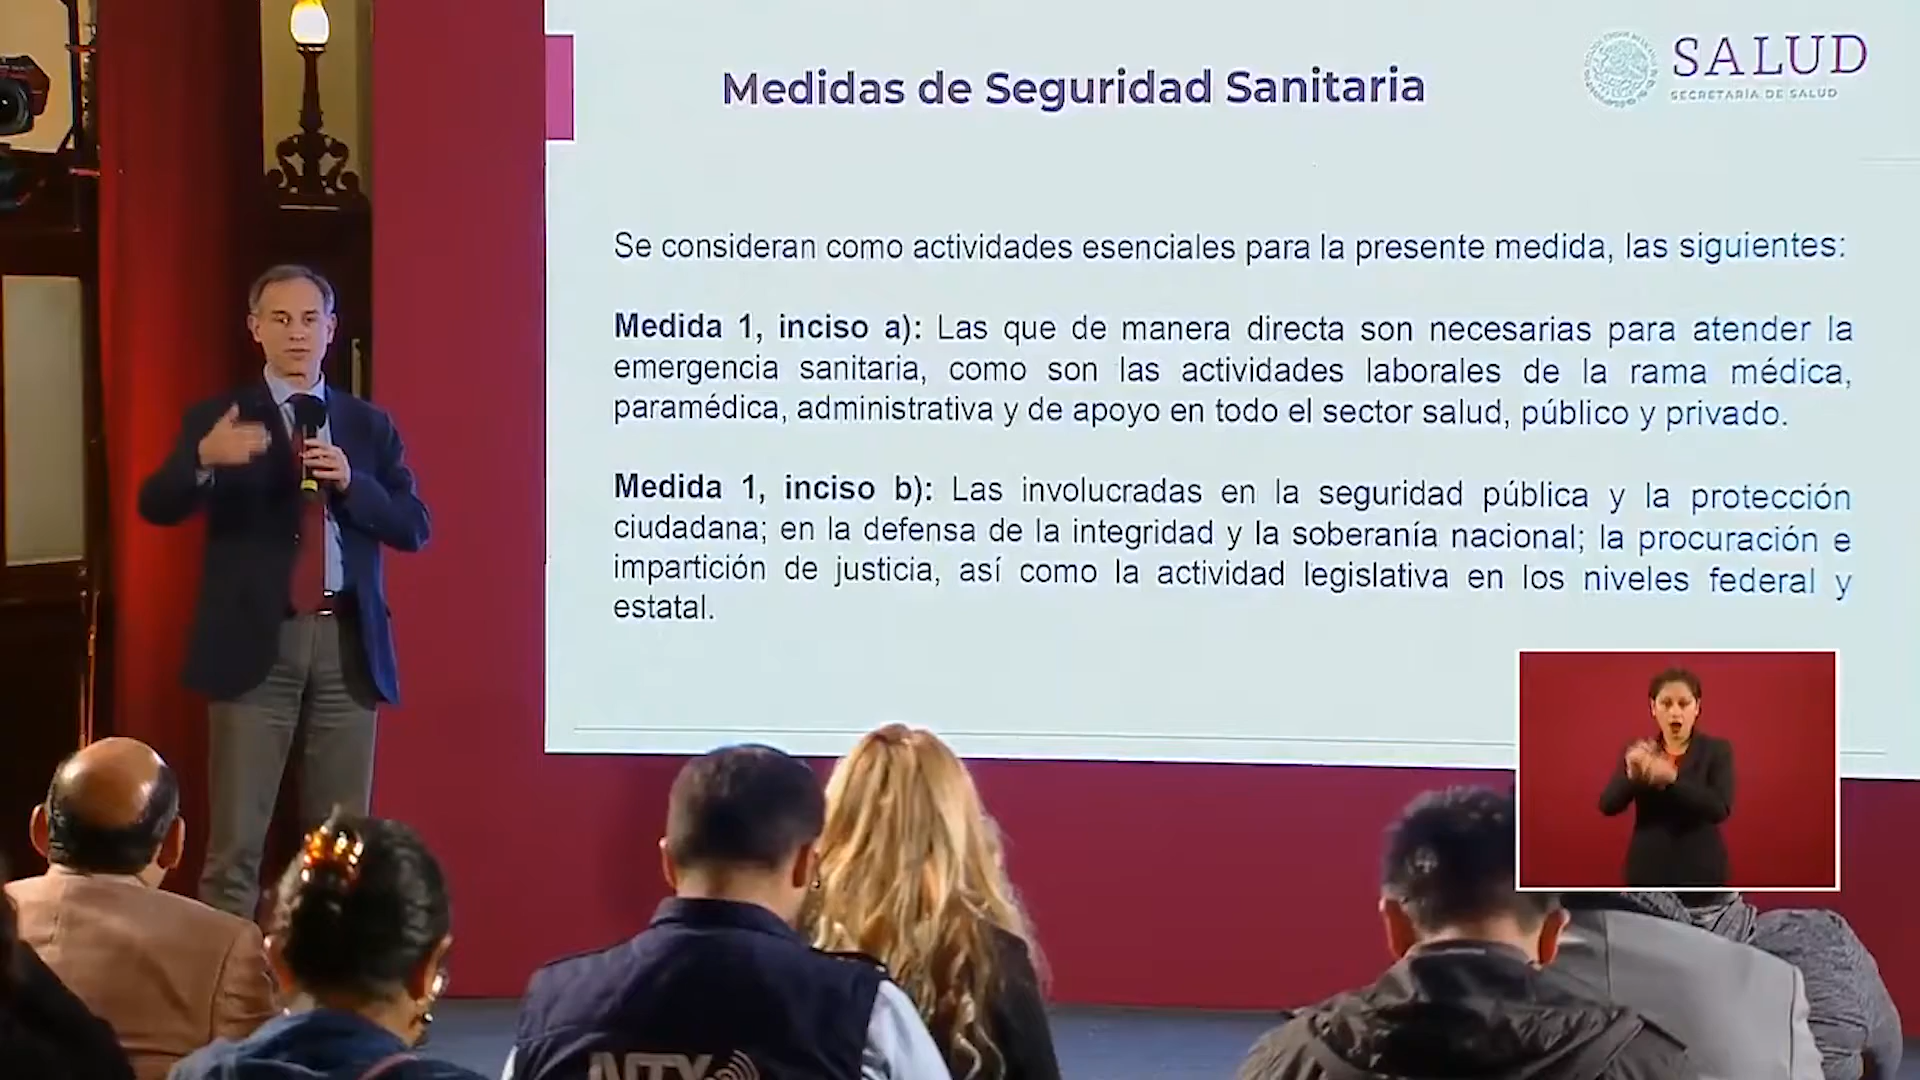 Medidas de Seguridad Sanitaria
SALUD
SECRETARÍA DE SALUD
Se consideran como actividades esenciales para la presente medida, las siguientes:
Medida 1, inciso a): Las que de manera directa son necesarias para atender la
emergencia sanitaria, como son las actividades laborales de la rama médica,
paramédica, administrativa y de apoyo en todo el sector salud, público y privado.
Medida 1, inciso b): Las involucradas en la seguridad pública y la protección
ciudadana; en la defensa de la integridad y la soberanía nacional; la procuración e
impartición de justicia, así como la actividad legislativa en los niveles federal y
estatal.